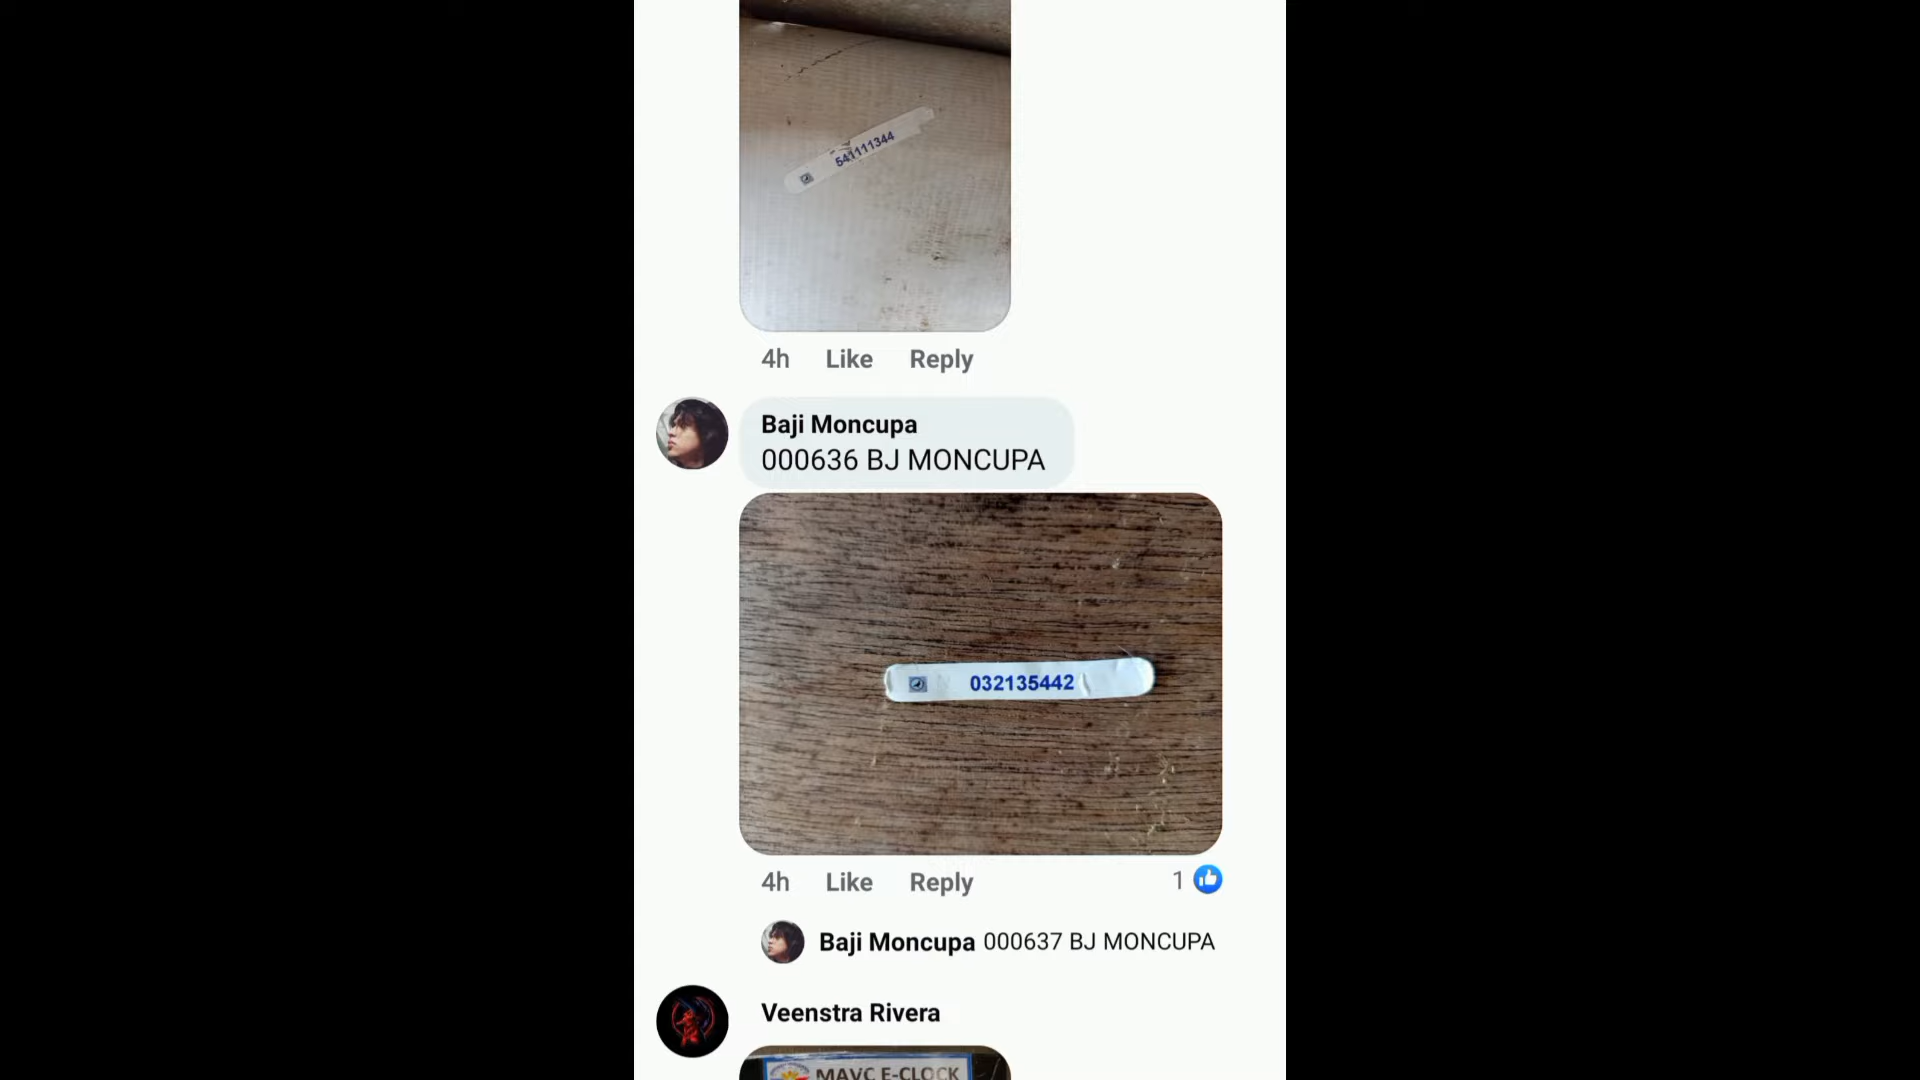 541111344
4h Like Reply
Baji Moncupa
000636 BJ MONCUPA
032135442
4h Like Reply 1
Baji Moncupa 000637 BJ MONCUPA
Veenstra Rivera
MAVC E-CLOCK